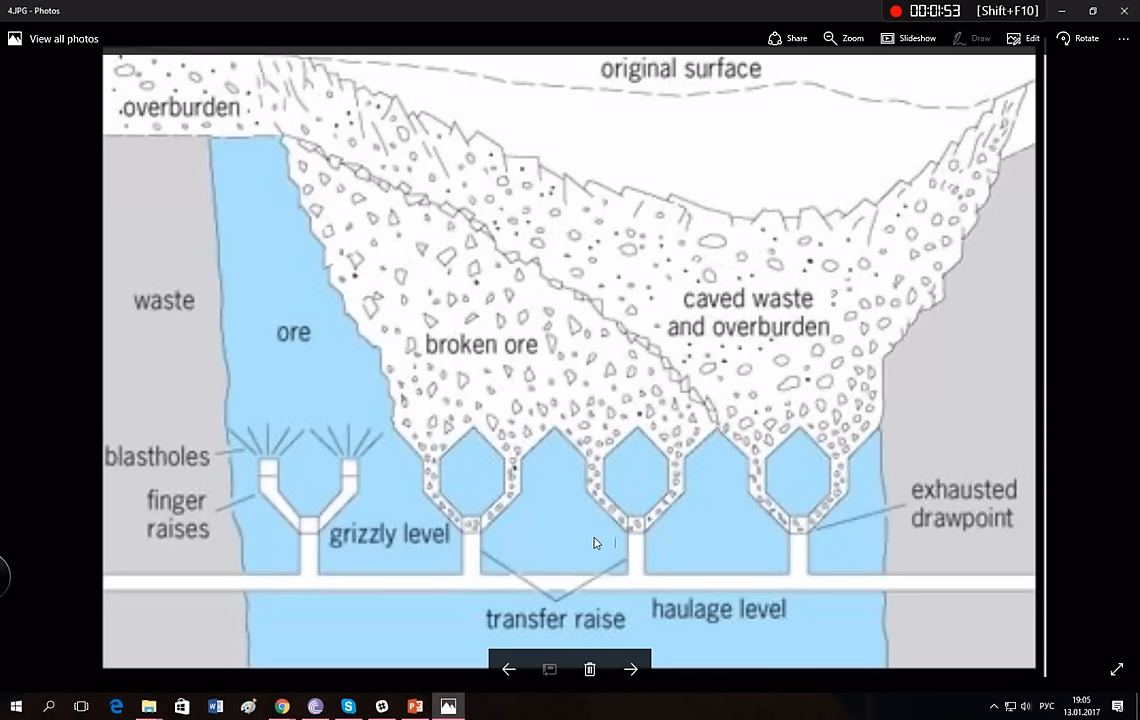 4.JPG - Photos
00:01:53 [Shift+F10]
View all photos
Share
Zoom
Slideshow
Draw
Edit
Rotate
original surface
overburden
waste
ore
caved waste
and overburden
broken ore
blastholes
finger
raises
grizzly level
exhausted
drawpoint
transfer raise
haulage level
19:05
РУС
13.01.2017